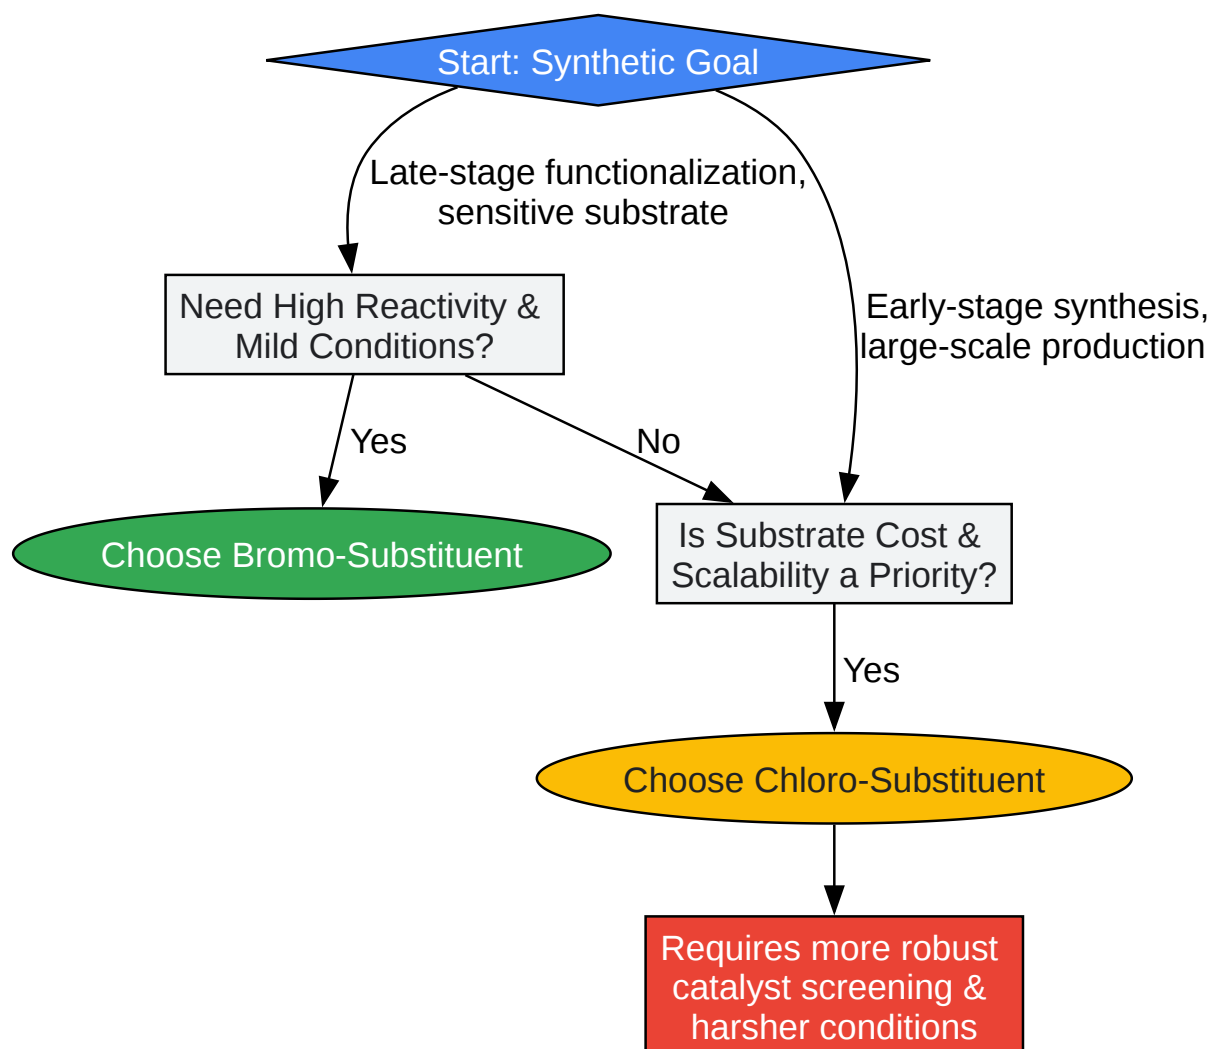 Start: Synthetic Goal
Late-stage functionalization,
sensitive substrate
Need High Reactivity &
Mild Conditions?
Early-stage synthesis,
large-scale production
Yes
No
Choose Bromo-Substituent
Is Substrate Cost &
Scalability a Priority?
Yes
Choose Chloro-Substituent
Requires more robust
catalyst screening &
harsher conditions